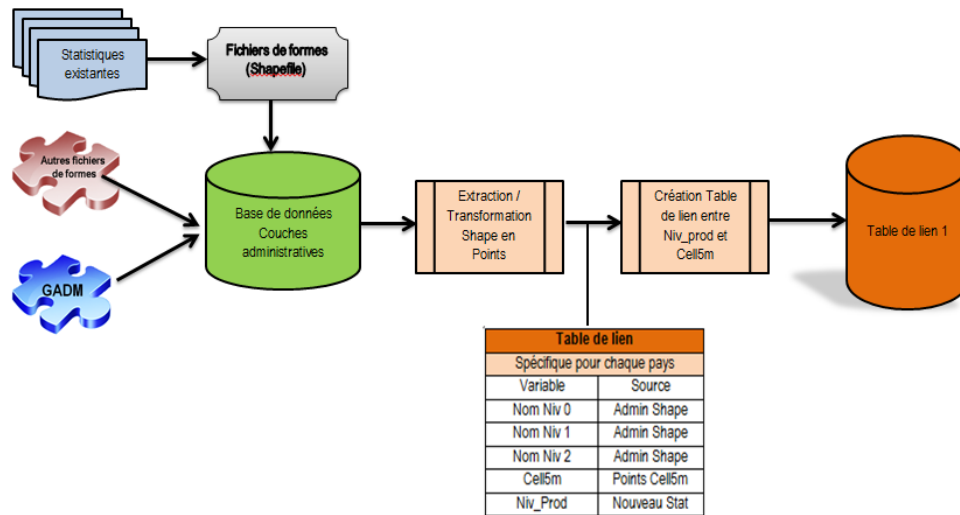 Statistiques
existantes
Fichiers de formes
(Shapefile)
Autres fichiers
de formes
GADM
Base de données
Couches
administratives
Extraction /
Transformation
Shape en
Points
Création Table
de lien entre
Niv_prod et
Cell5m
Table de lien 1
Table de lien
Spécifique pour chaque pays
Variable Source
Nom Niv 0 Admin Shape
Nom Niv 1 Admin Shape
Nom Niv 2 Admin Shape
Cell5m Points Cell5m
Niv_Prod Nouveau Stat